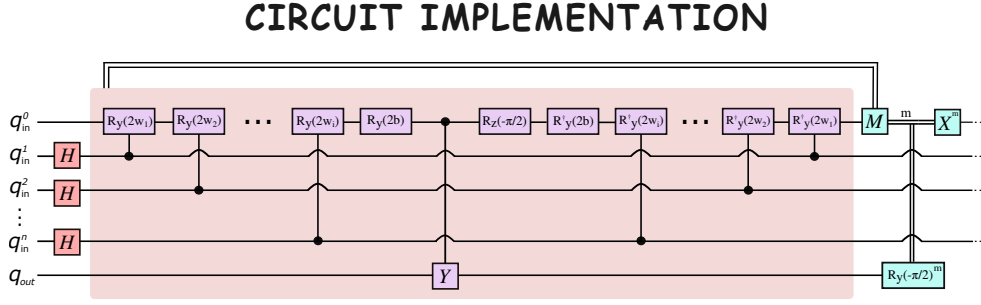 CIRCUIT IMPLEMENTATION
m
q⁰in Ry(2w₁) Ry(2w₂) ... Ry(2wᵢ) Ry(2b) Rz(-π/2) R†y(2b) R†y(2wᵢ) ... R†y(2w₂) R†y(2w₁) M Xᵐ
q¹in H
q²in H
⋮
qⁿin H
qout Y Ry(-π/2)ᵐ